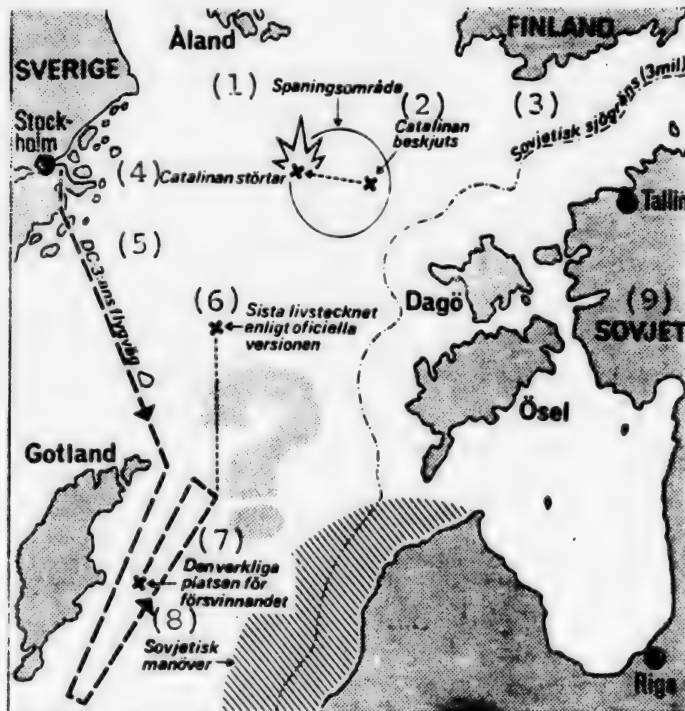 Åland
FINLAND
SVERIGE
(1)
Spaningsområde
(2)
Catalinan
beskjuts
(3)
Sovjetisk sjögräns (3mil)
Stock-
holm
(4)
Catalinan störtar
Tallin
(5)
DC-3:ans flygväg
(6)
Sista livstecknet
enligt oficiella
versionen
Dagö
(9)
SOVJET
Ösel
Gotland
(7)
Den verkliga
platsen för
försvinnandet
(8)
Sovjetisk
manöver
Riga